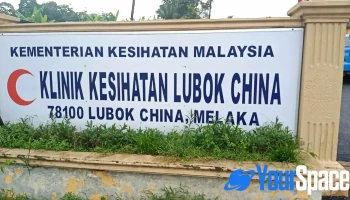 KEMENTERIAN KESIHATAN MALAYSIA
KLINIK KESIHATAN LUBOK CHINA
78100 LUBOK CHINA, MELAKA
YourSpace